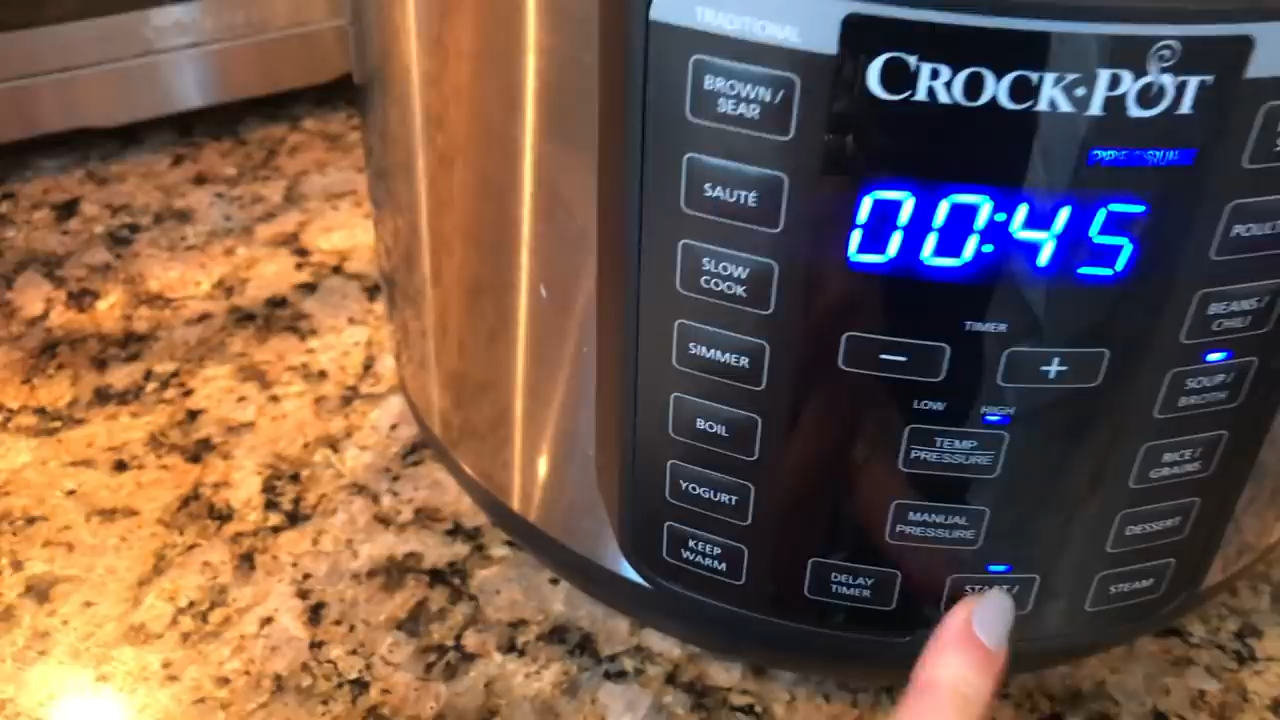 TRADITIONAL
CROCK-POT
BROWN /
SEAR
SAUTÉ
SLOW
COOK
SIMMER
BOIL
YOGURT
KEEP
WARM
00:45
TIMER
−
+
LOW
HIGH
TEMP
PRESSURE
MANUAL
PRESSURE
DELAY
TIMER
START /
BEANS /
CHILI
SOUP /
BROTH
RICE /
GRAINS
DESSERT
STEAM